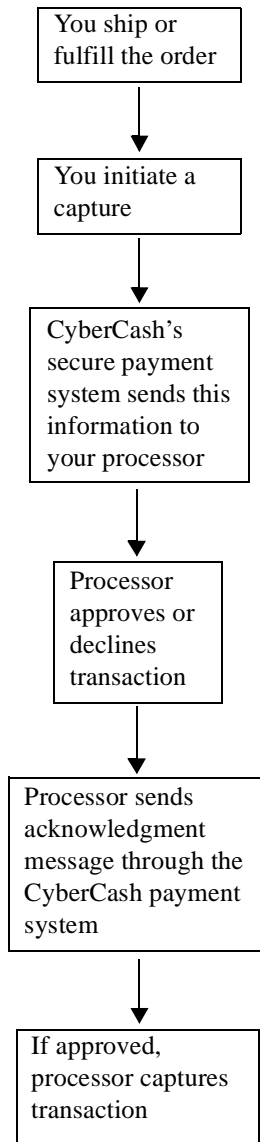 You ship or
fulfill the order
You initiate a
capture
CyberCash’s
secure payment
system sends this
information to
your processor
Processor
approves or
declines
transaction
Processor sends
acknowledgment
message through the
CyberCash payment
system
If approved,
processor captures
transaction